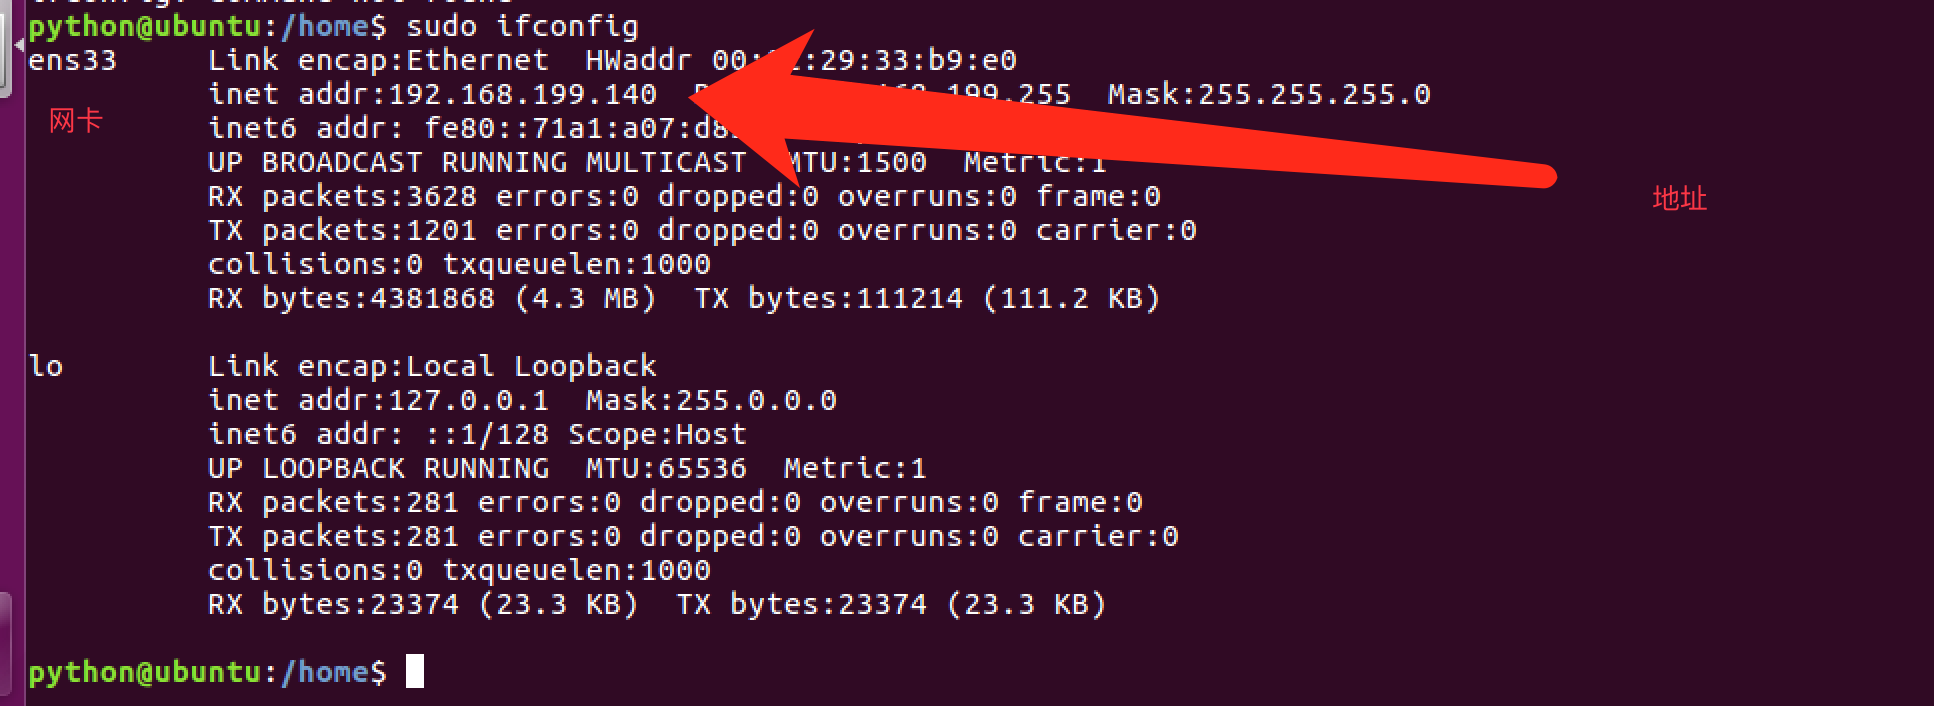 python@ubuntu:/home$ sudo ifconfig
ens33 Link encap:Ethernet HWaddr :29:33:b9:e0
inet addr:192.168.199.140 199.255 Mask:255.255.255.0
网卡
inet6 addr: fe80::71a1:a07:
UP BROADCAST RUNNING MULTICAST MTU:1500 Metric:1
RX packets:3628 errors:0 dropped:0 overruns:0 frame:0
地址
TX packets:1201 errors:0 dropped:0 overruns:0 carrier:0
collisions:0 txqueuelen:1000
RX bytes:4381868 (4.3 MB) TX bytes:111214 (111.2 KB)
lo Link encap:Local Loopback
inet addr:127.0.0.1 Mask:255.0.0.0
inet6 addr: ::1/128 Scope:Host
UP LOOPBACK RUNNING MTU:65536 Metric:1
RX packets:281 errors:0 dropped:0 overruns:0 frame:0
TX packets:281 errors:0 dropped:0 overruns:0 carrier:0
collisions:0 txqueuelen:1000
RX bytes:23374 (23.3 KB) TX bytes:23374 (23.3 KB)
python@ubuntu:/home$